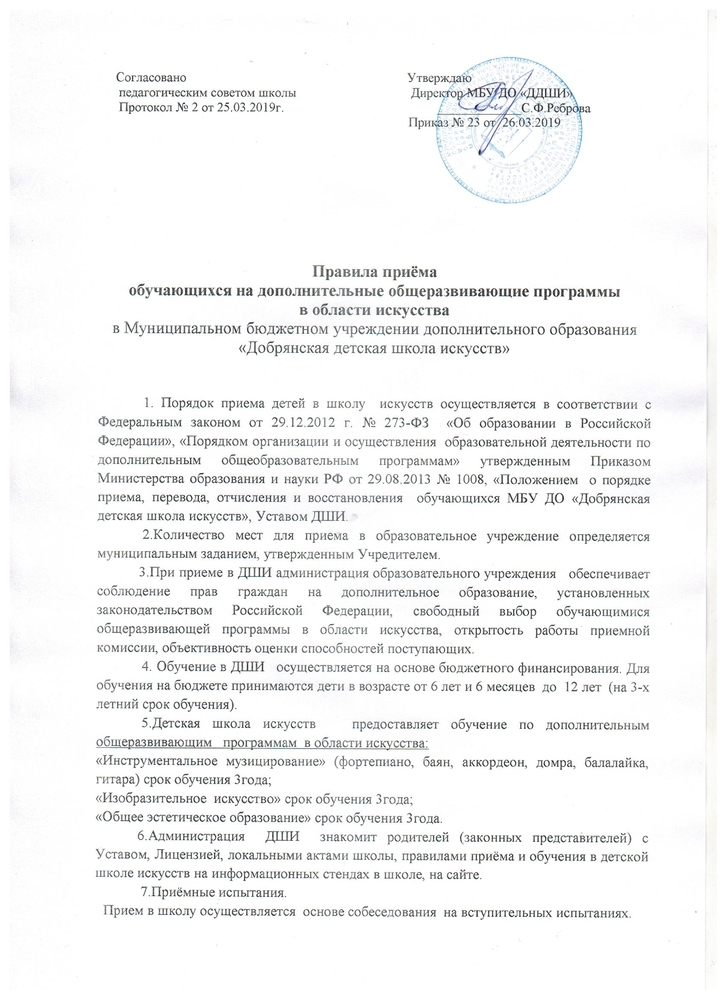 Согласовано
педагогическим советом школы
Протокол № 2 от 25.03.2019г.
Утверждаю
Директор МБУ ДО «ДДШИ»
С.Ф.Реброва
Приказ № 23 от 26.03.2019
Правила приёма
обучающихся на дополнительные общеразвивающие программы
в области искусства
в Муниципальном бюджетном учреждении дополнительного образования
«Добрянская детская школа искусств»
1. Порядок приема детей в школу искусств осуществляется в соответствии с
Федеральным законом от 29.12.2012 г. № 273-ФЗ «Об образовании в Российской
Федерации», «Порядком организации и осуществления образовательной деятельности по
дополнительным общеобразовательным программам» утвержденным Приказом
Министерства образования и науки РФ от 29.08.2013 № 1008, «Положением о порядке
приема, перевода, отчисления и восстановления обучающихся МБУ ДО «Добрянская
детская школа искусств», Уставом ДШИ.
2.Количество мест для приема в образовательное учреждение определяется
муниципальным заданием, утвержденным Учредителем.
3.При приеме в ДШИ администрация образовательного учреждения обеспечивает
соблюдение прав граждан на дополнительное образование, установленных
законодательством Российской Федерации, свободный выбор обучающимися
общеразвивающей программы в области искусства, открытость работы приемной
комиссии, объективность оценки способностей поступающих.
4. Обучение в ДШИ осуществляется на основе бюджетного финансирования. Для
обучения на бюджете принимаются дети в возрасте от 6 лет и 6 месяцев до 12 лет (на 3-х
летний срок обучения).
5.Детская школа искусств предоставляет обучение по дополнительным
общеразвивающим программам в области искусства:
«Инструментальное музицирование» (фортепиано, баян, аккордеон, домра, балалайка,
гитара) срок обучения 3года;
«Изобразительное искусство» срок обучения 3года;
«Общее эстетическое образование» срок обучения 3года.
6.Администрация ДШИ знакомит родителей (законных представителей) с
Уставом, Лицензией, локальными актами школы, правилами приёма и обучения в детской
школе искусств на информационных стендах в школе, на сайте.
7.Приёмные испытания.
Прием в школу осуществляется основе собеседования на вступительных испытаниях.